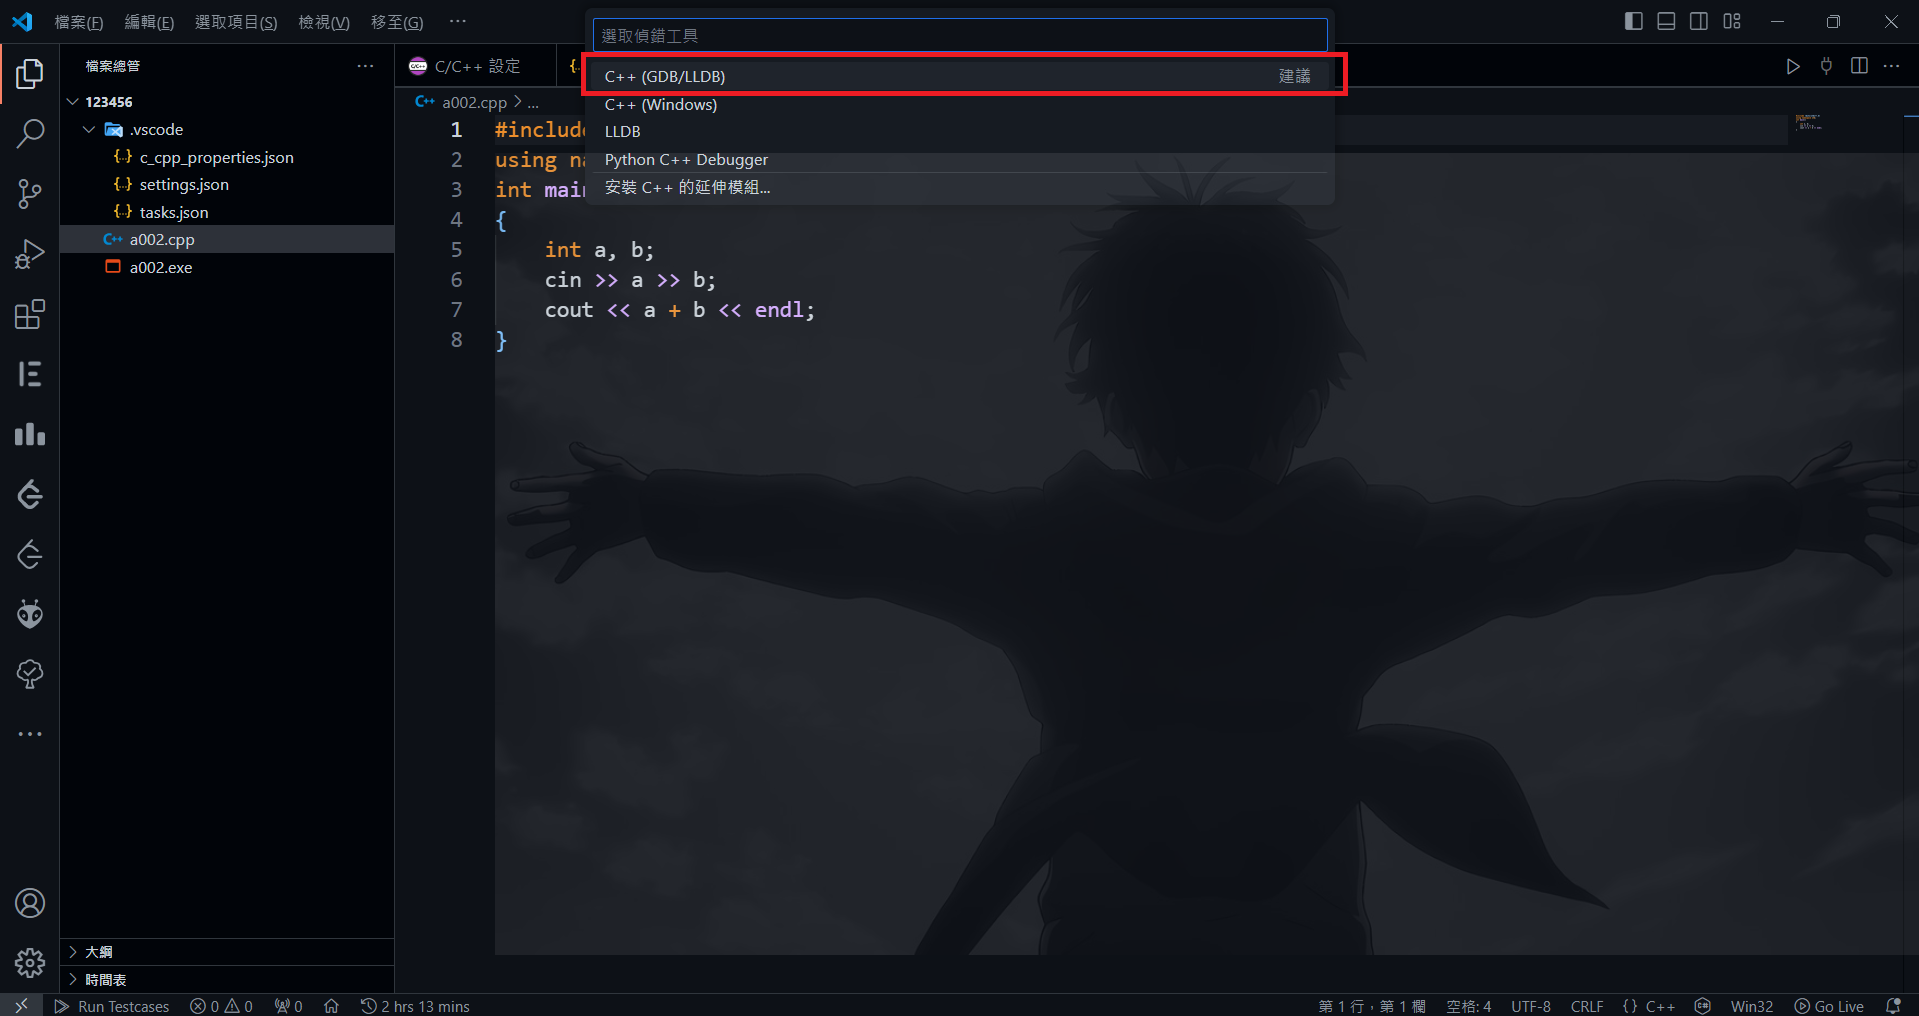 檔案(F) 編輯(E) 選取項目(S) 檢視(V) 移至(G) ...
選取偵錯工具
C++ (GDB/LLDB) 建議
C++ (Windows)
LLDB
Python C++ Debugger
安裝 C++ 的延伸模組...
檔案總管 ...
123456
.vscode
{..} c_cpp_properties.json
{..} settings.json
{..} tasks.json
C++ a002.cpp
a002.exe
大綱
時間表
C/C++ C/C++ 設定 {.
C++ a002.cpp > ...
1 #include
2 using na
3 int main
4 {
5 int a, b;
6 cin >> a >> b;
7 cout << a + b << endl;
8 }
Run Testcases 0 0 0 2 hrs 13 mins 第 1 行，第 1 欄 空格: 4 UTF-8 CRLF {} C++ C# Win32 Go Live